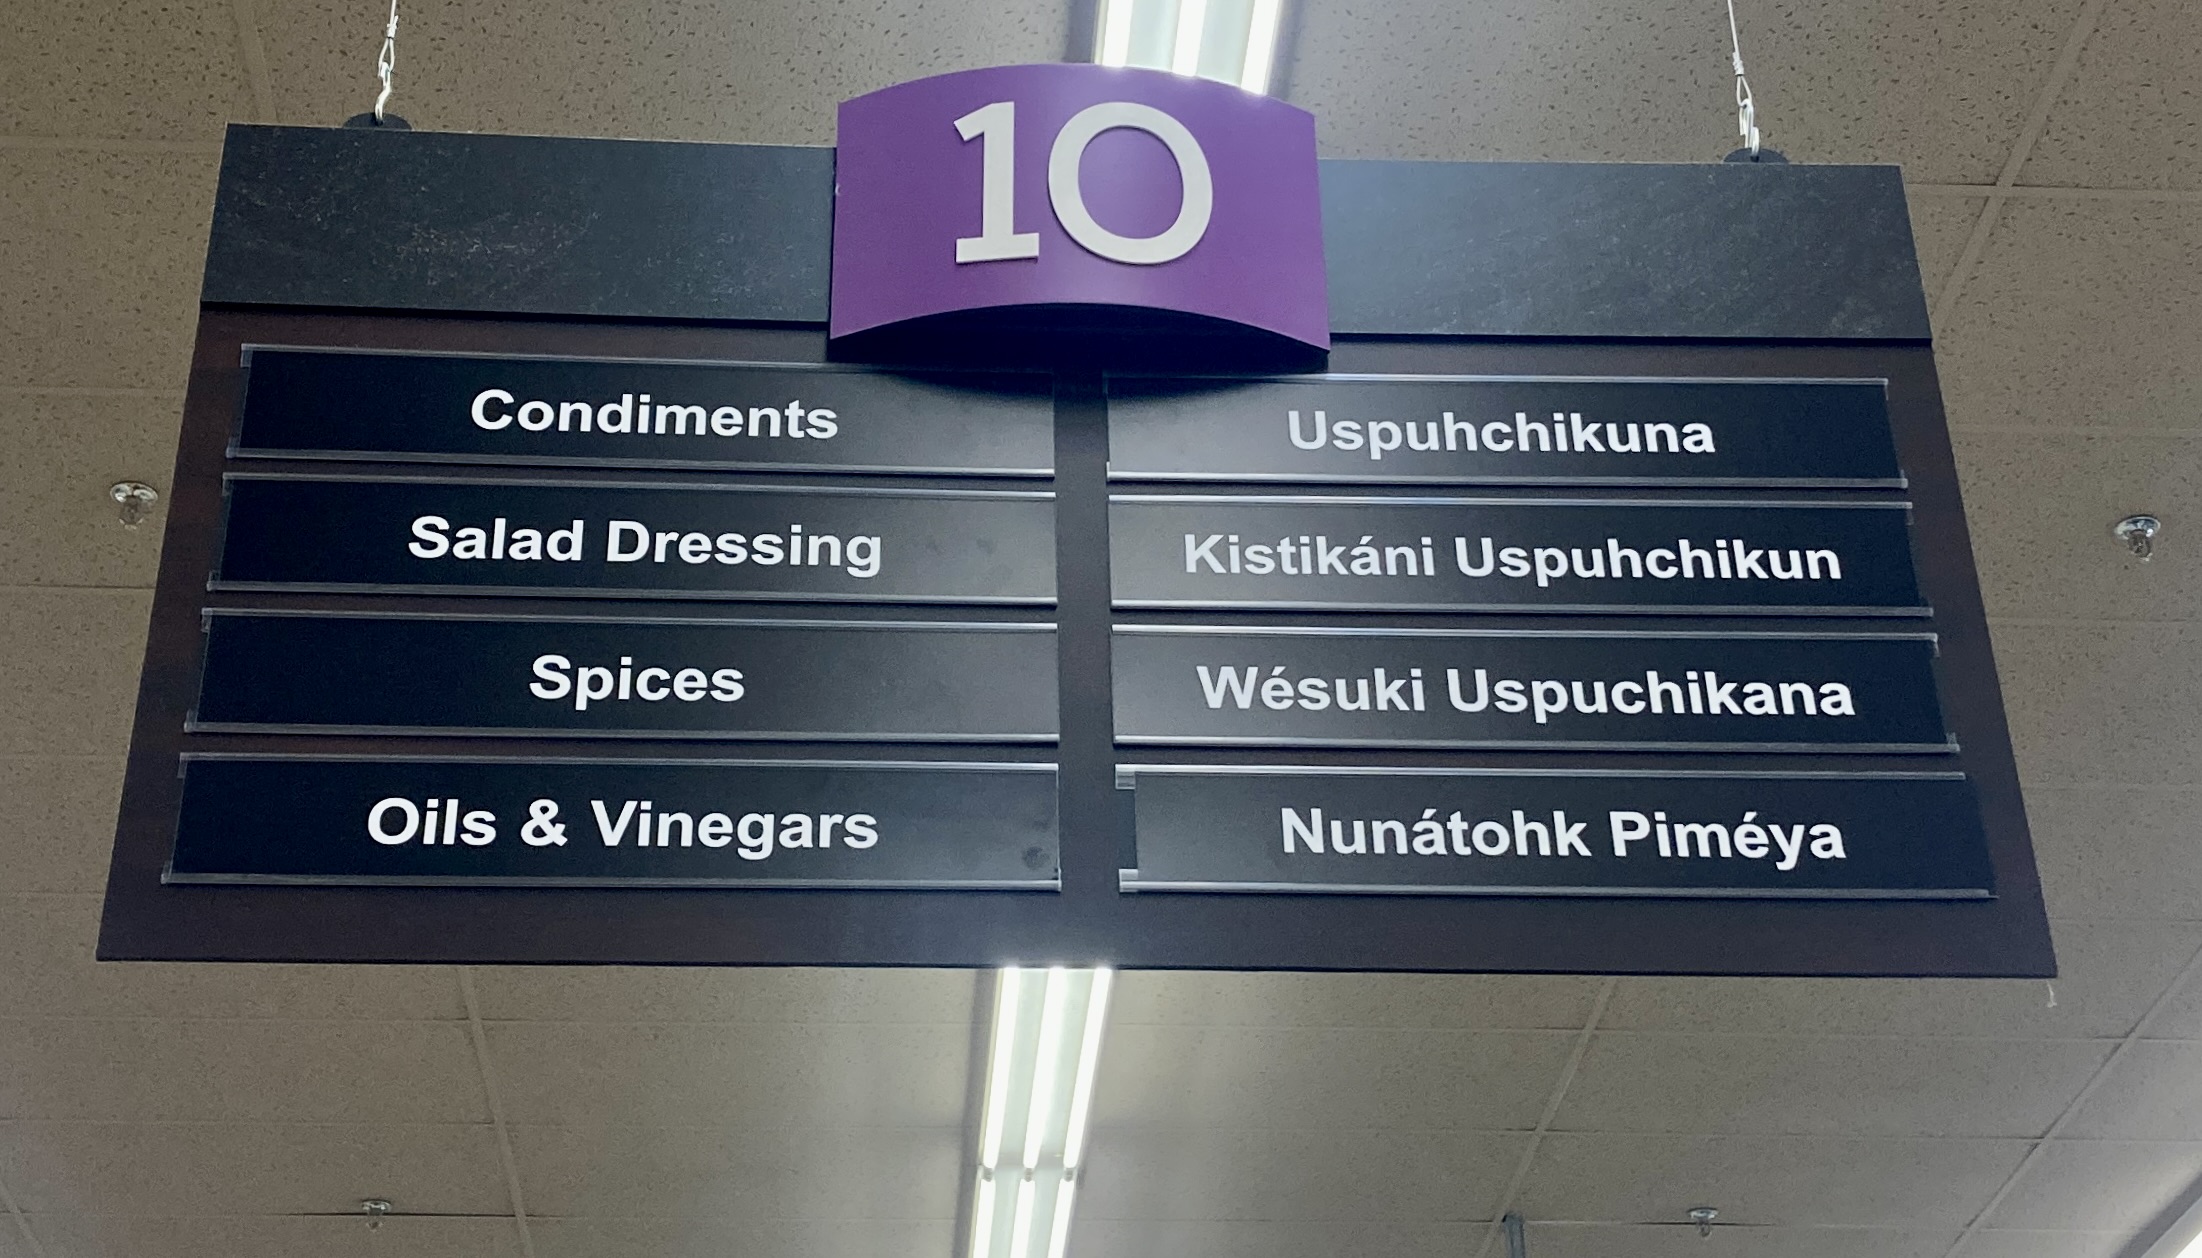 10
Condiments
Uspuhchikuna
Salad Dressing
Kistikáni Uspuhchikun
Spices
Wésuki Uspuchikana
Oils & Vinegars
Nunátohk Piméya